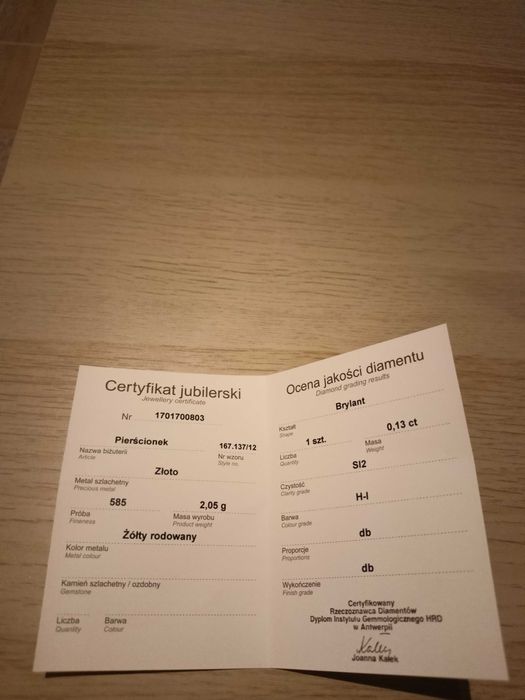 Certyfikat jubilerski
Jewellery certificate
Nr 1701700803
Pierścionek 167.137/12
Nazwa biżuterii Nr wzoru
Article Style no.
Złoto
Metal szlachetny
Precious metal
585 2,05 g
Próba Masa wyrobu
Fineness Product weight
Żółty rodowany
Kolor metalu
Metal colour
Kamień szlachetny / ozdobny
Gemstone
Liczba Barwa
Quantity Colour
Ocena jakości diamentu
Diamond grading results
Brylant
Kształt
Shape
1 szt. 0,13 ct
Liczba Masa
Quantity Weight
SI2
Czystość
Clarity grade
H-I
Barwa
Colour grade
db
Proporcje
Proportions
db
Wykończenie
Finish grade
Certyfikowany
Rzeczoznawca Diamentów
Dyplom Instytutu Gemmologicznego HRD
w Antwerpii
Joanna Kałek